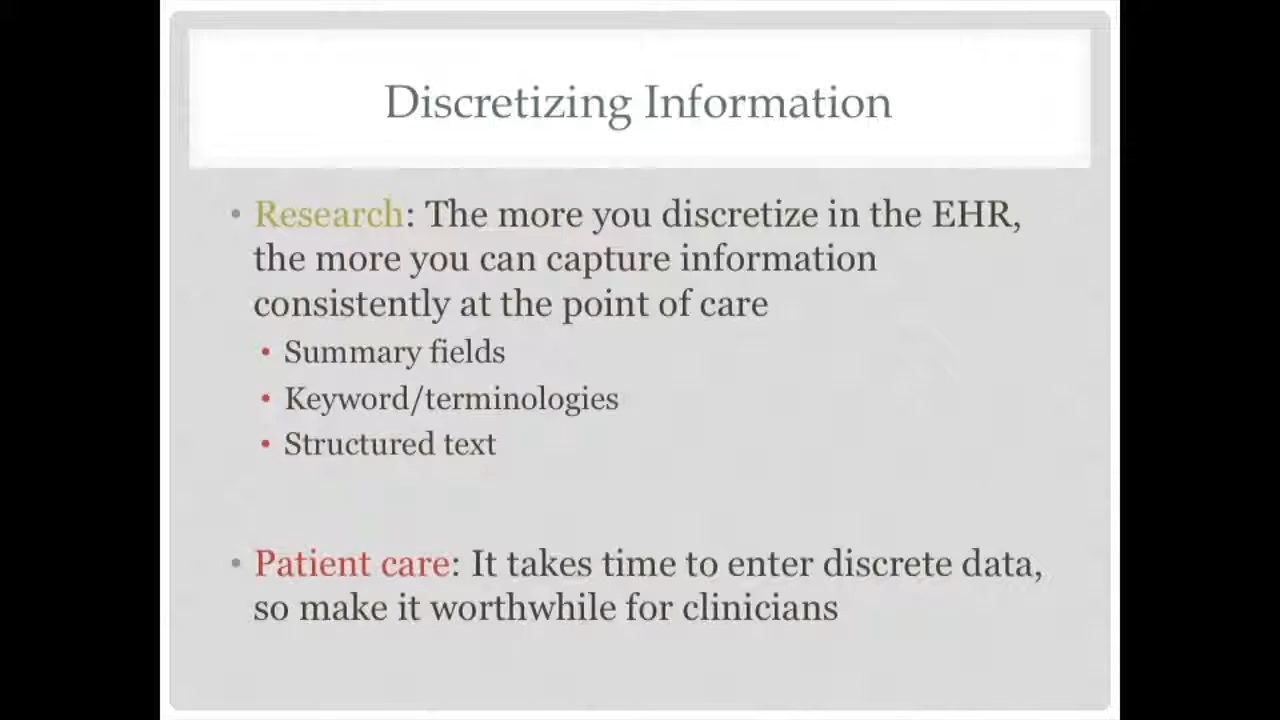 Discretizing Information
• Research: The more you discretize in the EHR,
the more you can capture information
consistently at the point of care
• Summary fields
• Keyword/terminologies
• Structured text
• Patient care: It takes time to enter discrete data,
so make it worthwhile for clinicians